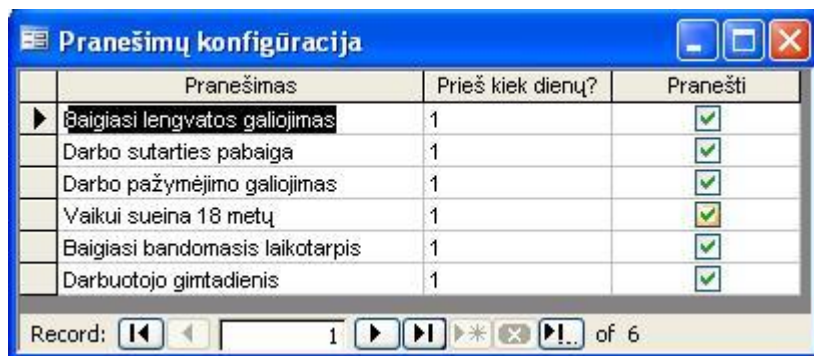 Pranešimų konfigūracija
Pranešimas Prieš kiek dienų? Pranešti
Baigiasi lengvatos galiojimas 1
Darbo sutarties pabaiga 1
Darbo pažymėjimo galiojimas 1
Vaikui sueina 18 metų 1
Baigiasi bandomasis laikotarpis 1
Darbuotojo gimtadienis 1
Record: 1 of 6